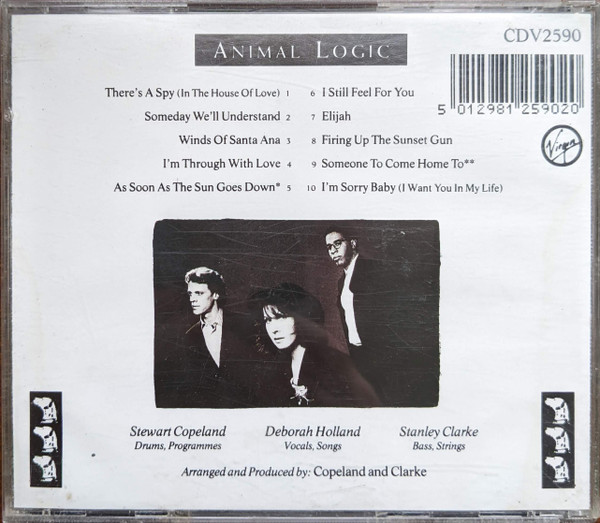 ANIMAL LOGIC
CDV2590
5 012981 259020
Virgin
There's A Spy (In The House Of Love) 1
Someday We'll Understand 2
Winds Of Santa Ana 3
I'm Through With Love 4
As Soon As The Sun Goes Down* 5
6 I Still Feel For You
7 Elijah
8 Firing Up The Sunset Gun
9 Someone To Come Home To**
10 I'm Sorry Baby (I Want You In My Life)
Stewart Copeland
Drums, Programmes
Deborah Holland
Vocals, Songs
Stanley Clarke
Bass, Strings
Arranged and Produced by: Copeland and Clarke